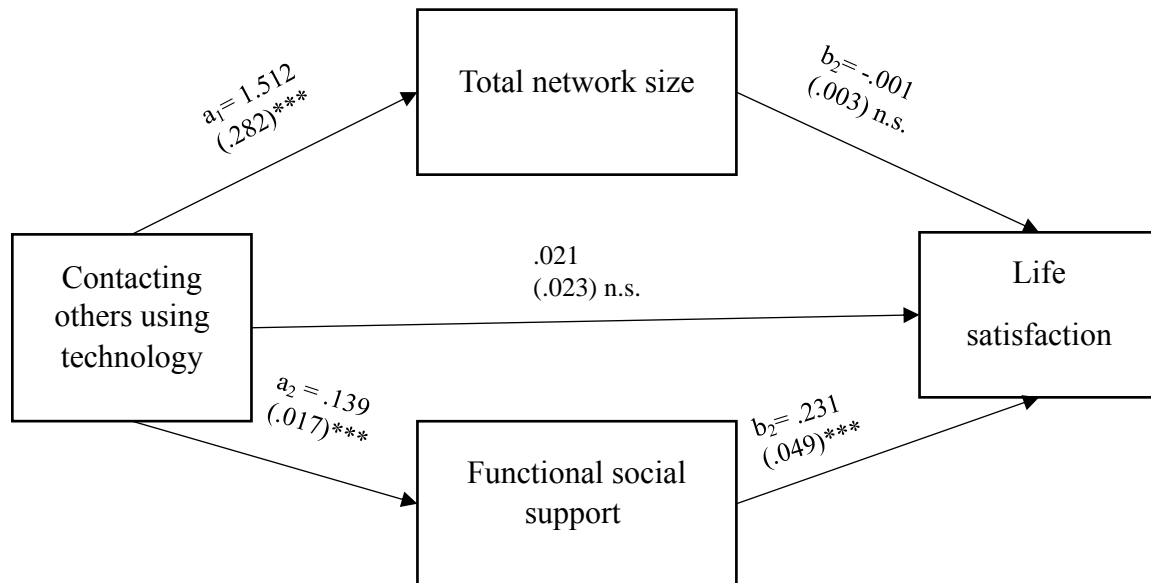 Total network size
a₁= 1.512
(.282)***
b₂= -.001
(.003) n.s.
Contacting
others using
technology
.021
(.023) n.s.
Life
satisfaction
a₂ = .139
(.017)***
b₂= .231
(.049)***
Functional social
support